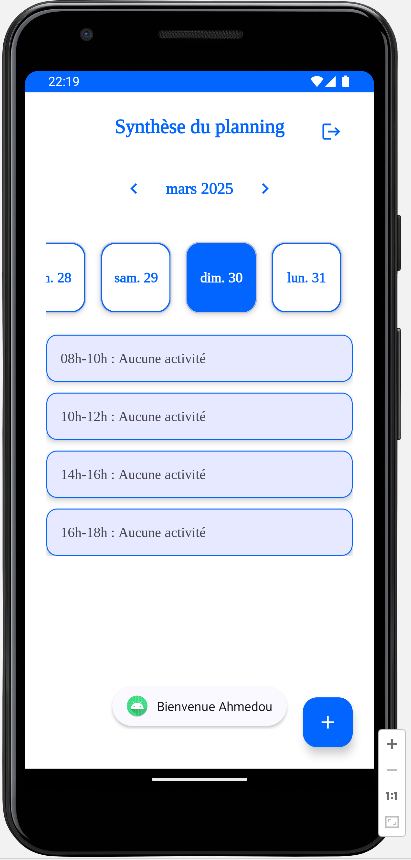 22:19
Synthèse du planning
mars 2025
n. 28
sam. 29
dim. 30
lun. 31
08h-10h : Aucune activité
10h-12h : Aucune activité
14h-16h : Aucune activité
16h-18h : Aucune activité
Bienvenue Ahmedou
+
+
−
1:1